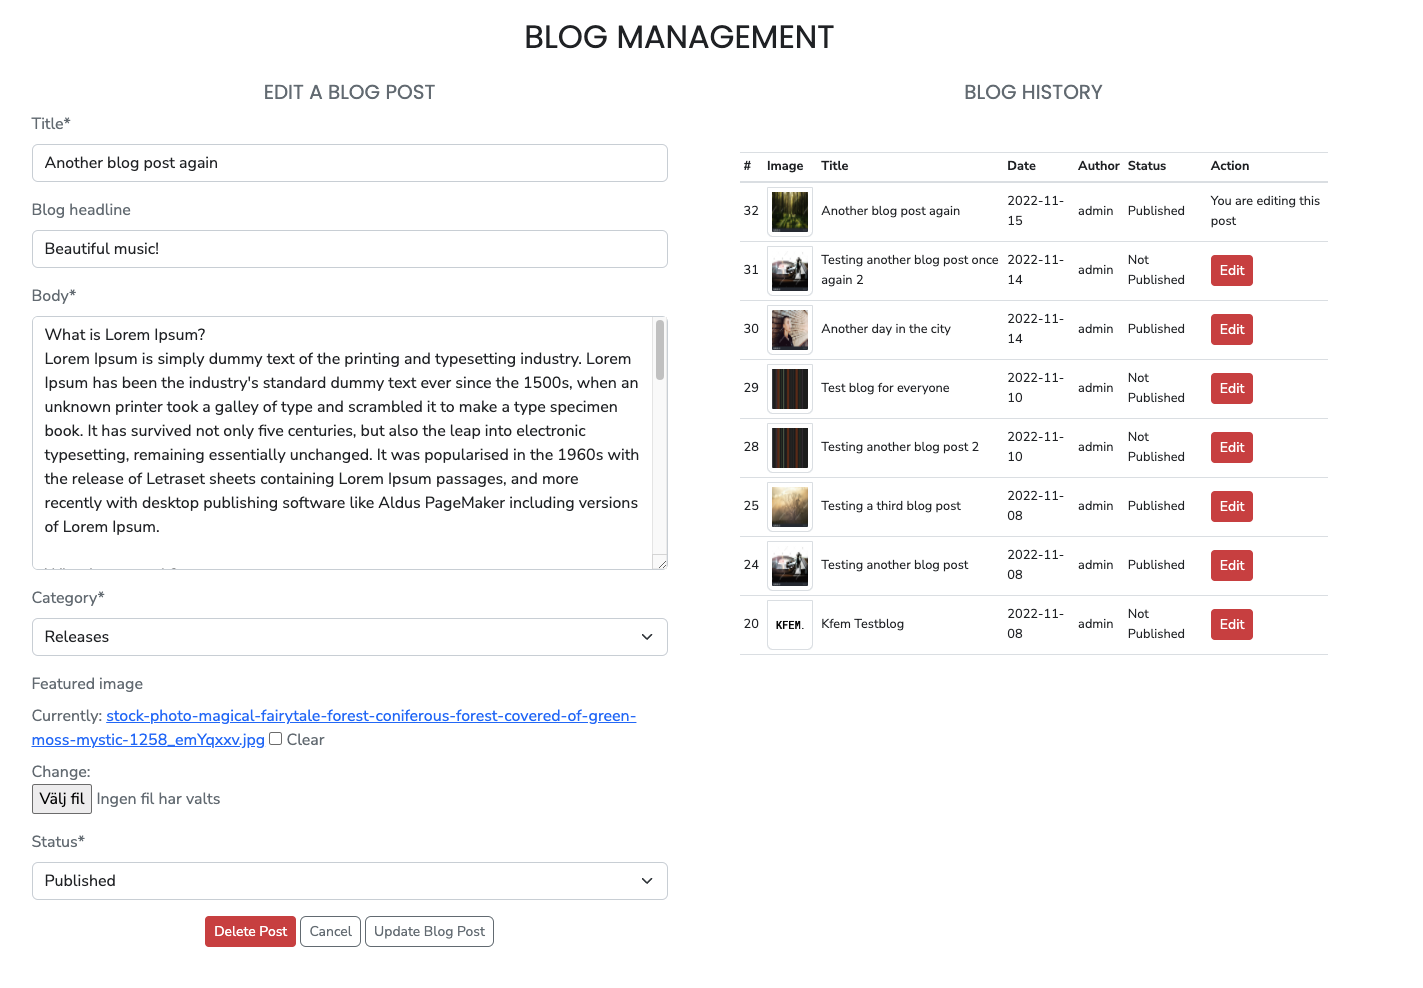 BLOG MANAGEMENT
EDIT A BLOG POST
Title*
Another blog post again
Blog headline
Beautiful music!
Body*
What is Lorem Ipsum?
Lorem Ipsum is simply dummy text of the printing and typesetting industry. Lorem
Ipsum has been the industry's standard dummy text ever since the 1500s, when an
unknown printer took a galley of type and scrambled it to make a type specimen
book. It has survived not only five centuries, but also the leap into electronic
typesetting, remaining essentially unchanged. It was popularised in the 1960s with
the release of Letraset sheets containing Lorem Ipsum passages, and more
recently with desktop publishing software like Aldus PageMaker including versions
of Lorem Ipsum.
Category*
Releases
Featured image
Currently: stock-photo-magical-fairytale-forest-coniferous-forest-covered-of-green-
moss-mystic-1258_emYqxxv.jpg Clear
Change:
Välj fil Ingen fil har valts
Status*
Published
Delete Post Cancel Update Blog Post
BLOG HISTORY
# Image Title Date Author Status Action
32 Another blog post again 2022-11-
15 admin Published You are editing this
post
31 Testing another blog post once
again 2 2022-11-
14 admin Not
Published Edit
30 Another day in the city 2022-11-
14 admin Published Edit
29 Test blog for everyone 2022-11-
10 admin Not
Published Edit
28 Testing another blog post 2 2022-11-
10 admin Not
Published Edit
25 Testing a third blog post 2022-11-
08 admin Published Edit
24 Testing another blog post 2022-11-
08 admin Published Edit
20 KFEM. Kfem Testblog 2022-11-
08 admin Not
Published Edit